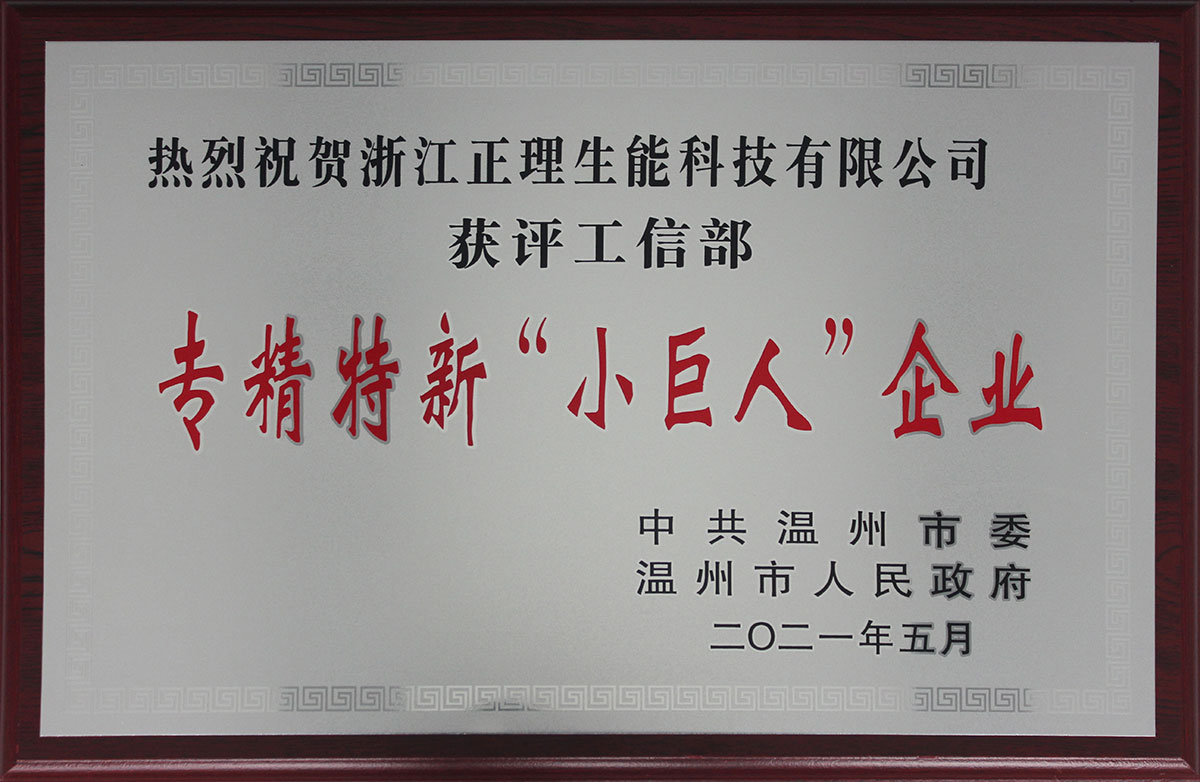 热烈祝贺浙江正理生能科技有限公司
获评工信部
专精特新“小巨人”企业
中共温州市委
温州市人民政府
二〇二一年五月